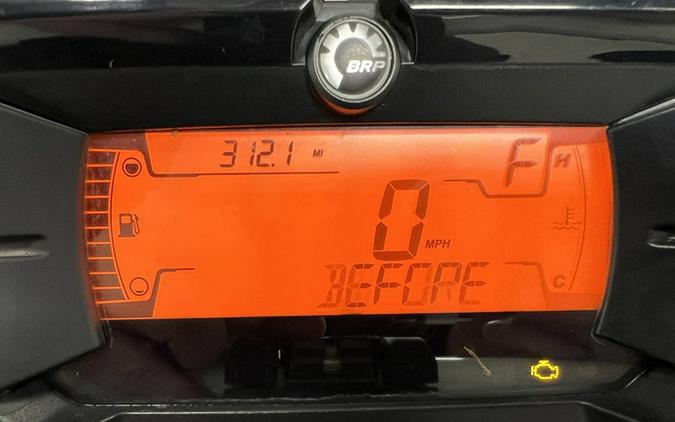 BRP
312.1 MI
F H
0 MPH
BEFORE C